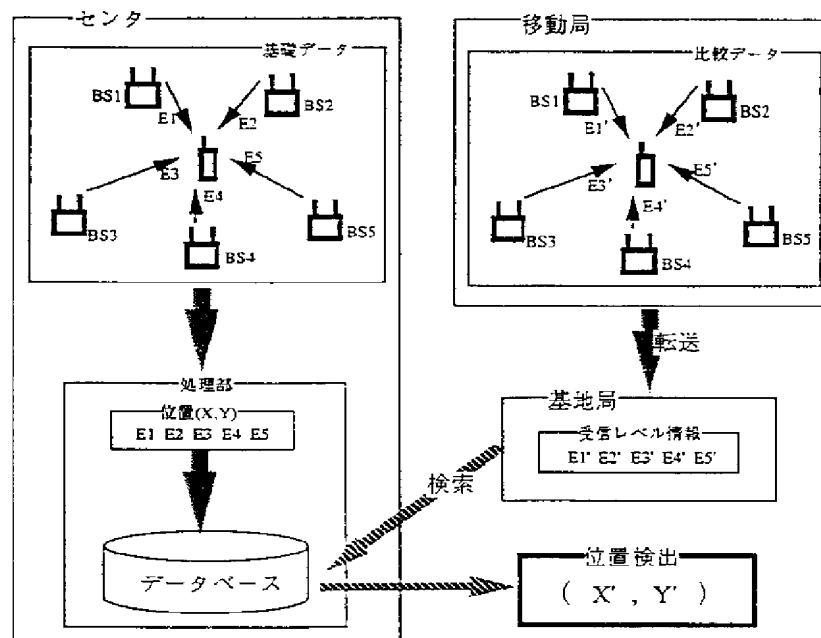 センタ
基礎データ
BS1
E1
E2
BS2
E3
E5
E4
BS3
BS4
BS5
処理部
位置(X,Y)
E1 E2 E3 E4 E5
データベース
移動局
比較データ
BS1
E1'
E2'
BS2
E3'
E5'
E4'
BS3
BS4
BS5
転送
基地局
受信レベル情報
E1' E2' E3' E4' E5'
検索
位置検出
( X' , Y' )